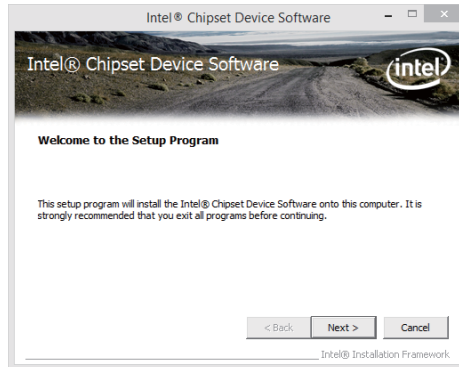 Intel® Chipset Device Software
Intel® Chipset Device Software
intel
Welcome to the Setup Program
This setup program will install the Intel® Chipset Device Software onto this computer. It is
strongly recommended that you exit all programs before continuing.
< Back Next > Cancel
Intel® Installation Framework